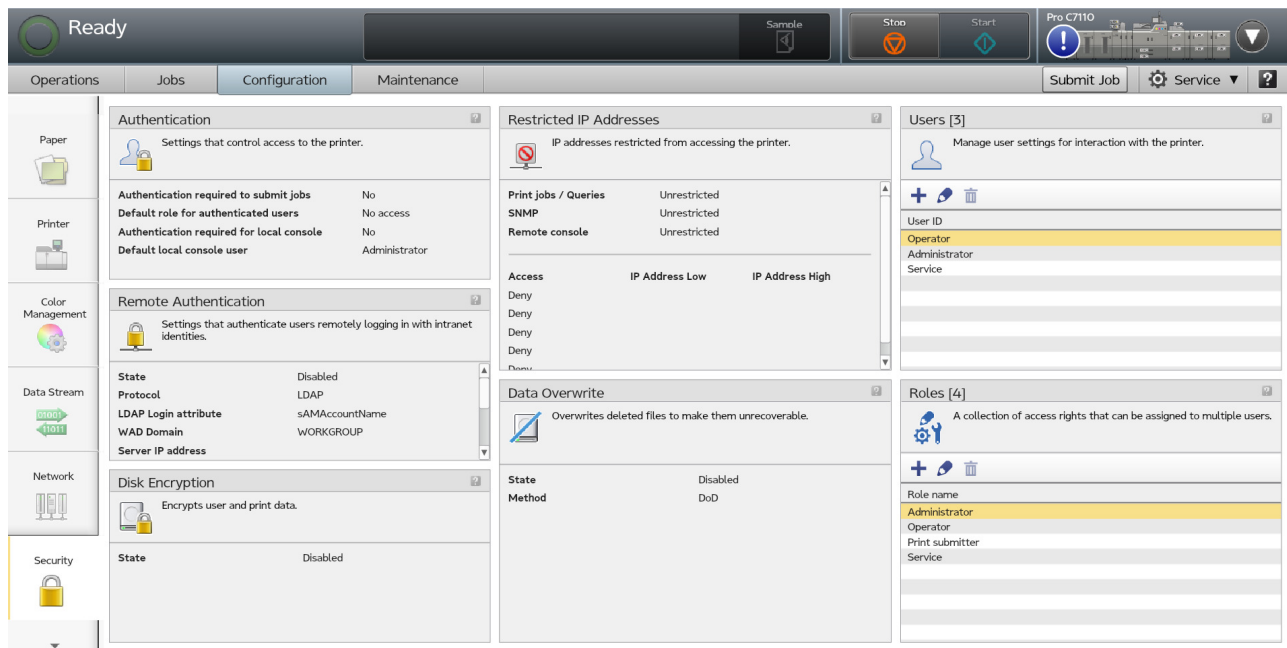 Ready
Sample
Stop
Start
Pro C7110
Operations
Jobs
Configuration
Maintenance
Submit Job
Service
?
Paper
Printer
Color
Management
Data Stream
01001
11011
Network
Security
Authentication
Settings that control access to the printer.
Authentication required to submit jobs No
Default role for authenticated users No access
Authentication required for local console No
Default local console user Administrator
Remote Authentication
Settings that authenticate users remotely logging in with intranet
identities.
State Disabled
Protocol LDAP
LDAP Login attribute sAMAccountName
WAD Domain WORKGROUP
Server IP address
Disk Encryption
Encrypts user and print data.
State Disabled
Restricted IP Addresses
IP addresses restricted from accessing the printer.
Print jobs / Queries Unrestricted
SNMP Unrestricted
Remote console Unrestricted
Access IP Address Low IP Address High
Deny
Deny
Deny
Deny
Deny
Data Overwrite
Overwrites deleted files to make them unrecoverable.
State Disabled
Method DoD
Users [3]
Manage user settings for interaction with the printer.
User ID
Operator
Administrator
Service
Roles [4]
A collection of access rights that can be assigned to multiple users.
Role name
Administrator
Operator
Print submitter
Service